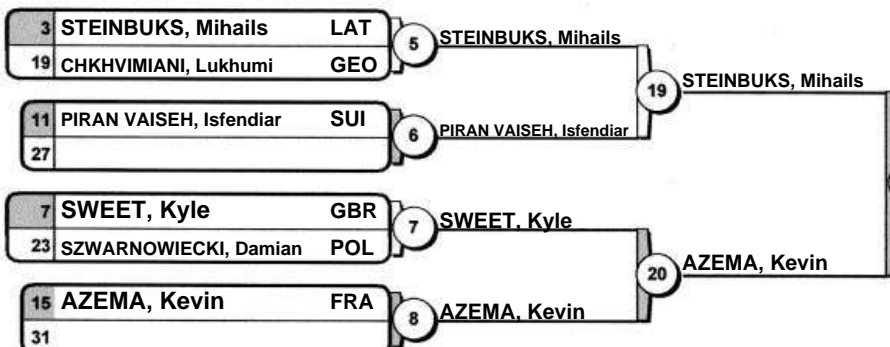 3 STEINBUKS, Mihails LAT
19 CHKHVIMIANI, Lukhumi GEO
5 STEINBUKS, Mihails
11 PIRAN VAISEH, Isfendiar SUI
27
6 PIRAN VAISEH, Isfendiar
19 STEINBUKS, Mihails
7 SWEET, Kyle GBR
23 SZWARNOWIECKI, Damian POL
7 SWEET, Kyle
15 AZEMA, Kevin FRA
31
8 AZEMA, Kevin
20 AZEMA, Kevin